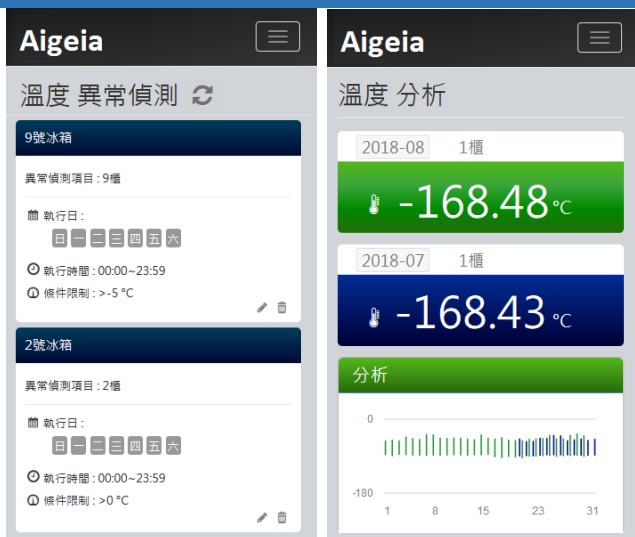 Aigeia
溫度 異常偵測
9號冰箱
異常偵測項目 : 9櫃
執行日 :
日 一 二 三 四 五 六
執行時間 : 00:00~23:59
條件限制 : >-5 °C
2號冰箱
異常偵測項目 : 2櫃
執行日 :
日 一 二 三 四 五 六
執行時間 : 00:00~23:59
條件限制 : >0 °C
Aigeia
溫度 分析
2018-08 1櫃
-168.48 °C
2018-07 1櫃
-168.43 °C
分析
0
-180
1 8 15 23 31